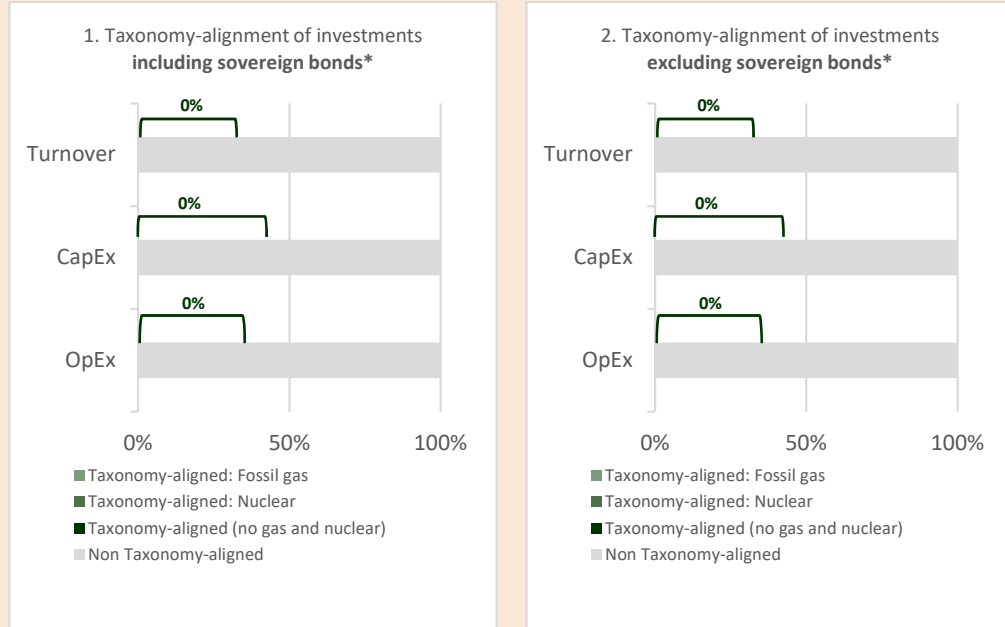 1. Taxonomy-alignment of investments
including sovereign bonds*
0%
Turnover
0%
CapEx
0%
OpEx
0% 50% 100%
Taxonomy-aligned: Fossil gas
Taxonomy-aligned: Nuclear
Taxonomy-aligned (no gas and nuclear)
Non Taxonomy-aligned
2. Taxonomy-alignment of investments
excluding sovereign bonds*
0%
Turnover
0%
CapEx
0%
OpEx
0% 50% 100%
Taxonomy-aligned: Fossil gas
Taxonomy-aligned: Nuclear
Taxonomy-aligned (no gas and nuclear)
Non Taxonomy-aligned